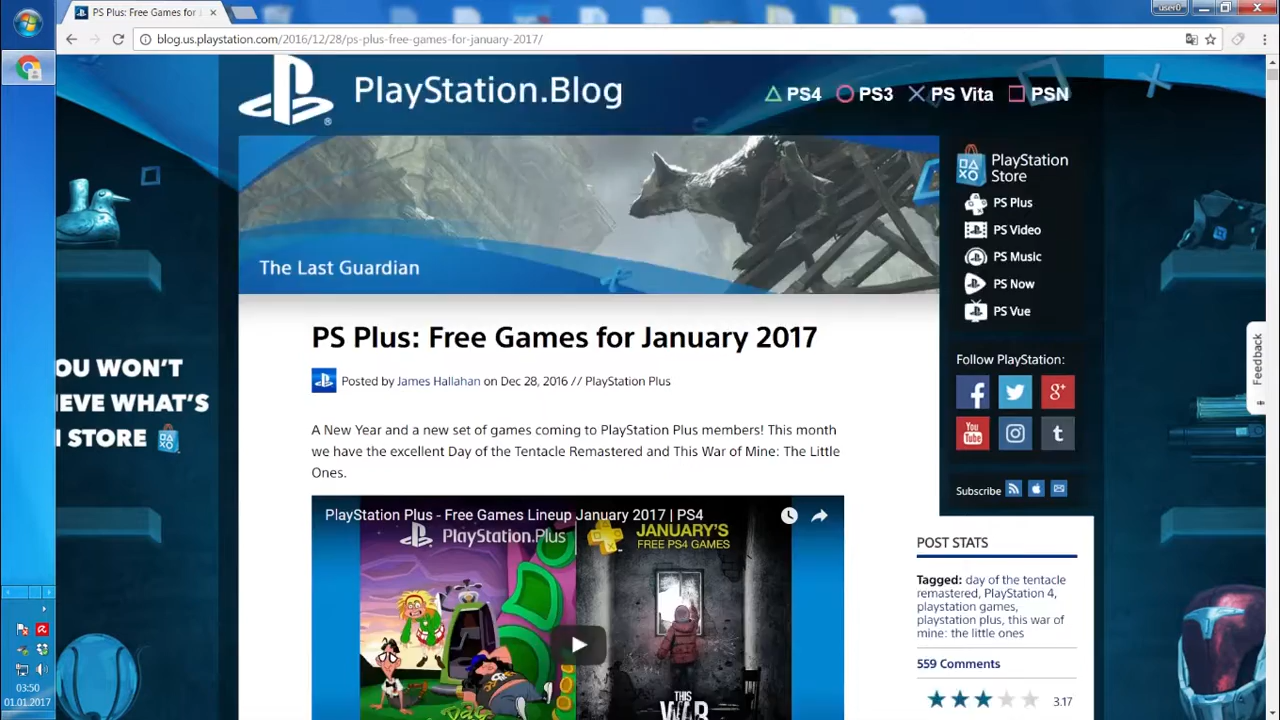 PS Plus: Free Games for J
user0
blog.us.playstation.com/2016/12/28/ps-plus-free-games-for-january-2017/
PlayStation.Blog
PS4 PS3 PS Vita PSN
The Last Guardian
PlayStation
Store
PS Plus
PS Video
PS Music
PS Now
PS Vue
Follow PlayStation:
g+
You
Tube
t
Subscribe
Feedback
OU WON'T
IEVE WHAT'S
STORE
PS Plus: Free Games for January 2017
Posted by James Hallahan on Dec 28, 2016 // PlayStation Plus
A New Year and a new set of games coming to PlayStation Plus members! This month
we have the excellent Day of the Tentacle Remastered and This War of Mine: The Little
Ones.
PlayStation Plus - Free Games Lineup January 2017 | PS4
PlayStation.Plus
JANUARY'S
FREE PS4 GAMES
THIS
WAR
POST STATS
Tagged: day of the tentacle
remastered, PlayStation 4,
playstation games,
playstation plus, this war of
mine: the little ones
559 Comments
3.17
03:50
01.01.2017